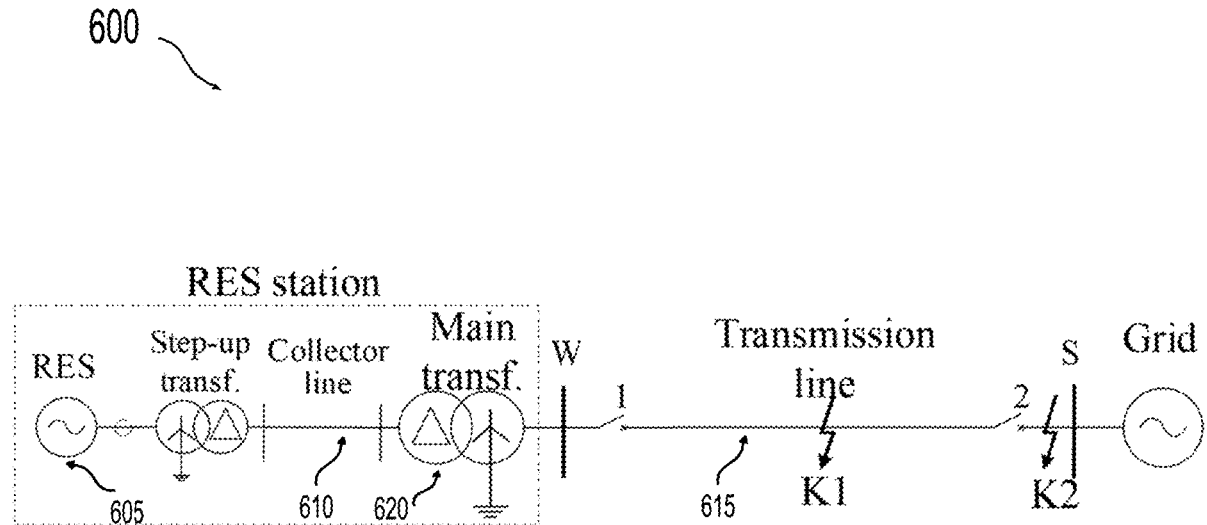 600
RES station
RES
Step-up
transf.
Collector
line
Main
transf.
W
1
Transmission
line
2
S
Grid
605
610
620
615
K1
K2